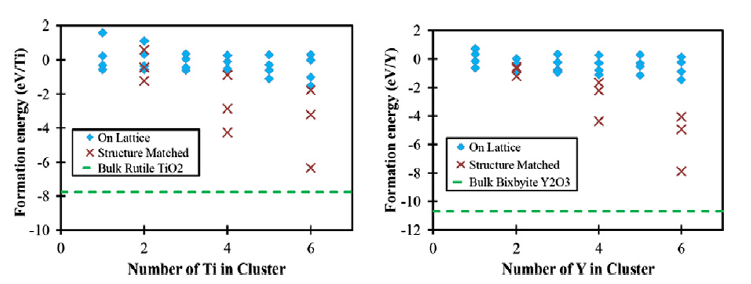 2
0
-2
-4
-6
-8
-10
Formation energy (eV/Ti)
On Lattice
Structure Matched
Bulk Rutile TiO2
0
2
4
6
Number of Ti in Cluster
2
0
-2
-4
-6
-8
-10
-12
Formation energy (eV/Y)
On Lattice
Structure Matched
Bulk Bixbyite Y2O3
0
2
4
6
Number of Y in Cluster